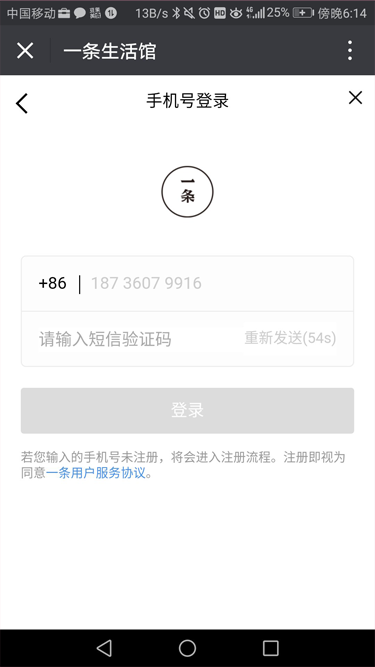 中国移动 13B/s HD 46 25% 傍晚6:14
一条生活馆
手机号登录
一条
+86 187 3607 9916
请输入短信验证码 重新发送(54s)
登录
若您输入的手机号未注册，将会进入注册流程。注册即视为
同意一条用户服务协议。